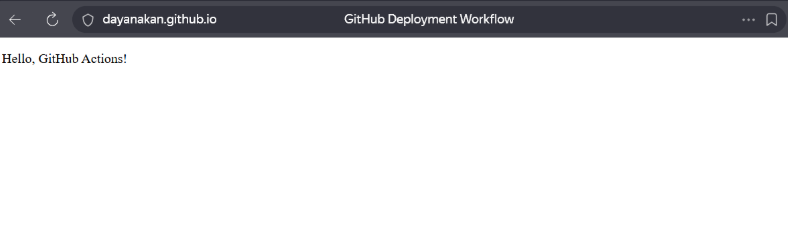 dayanakan.github.io
GitHub Deployment Workflow
Hello, GitHub Actions!